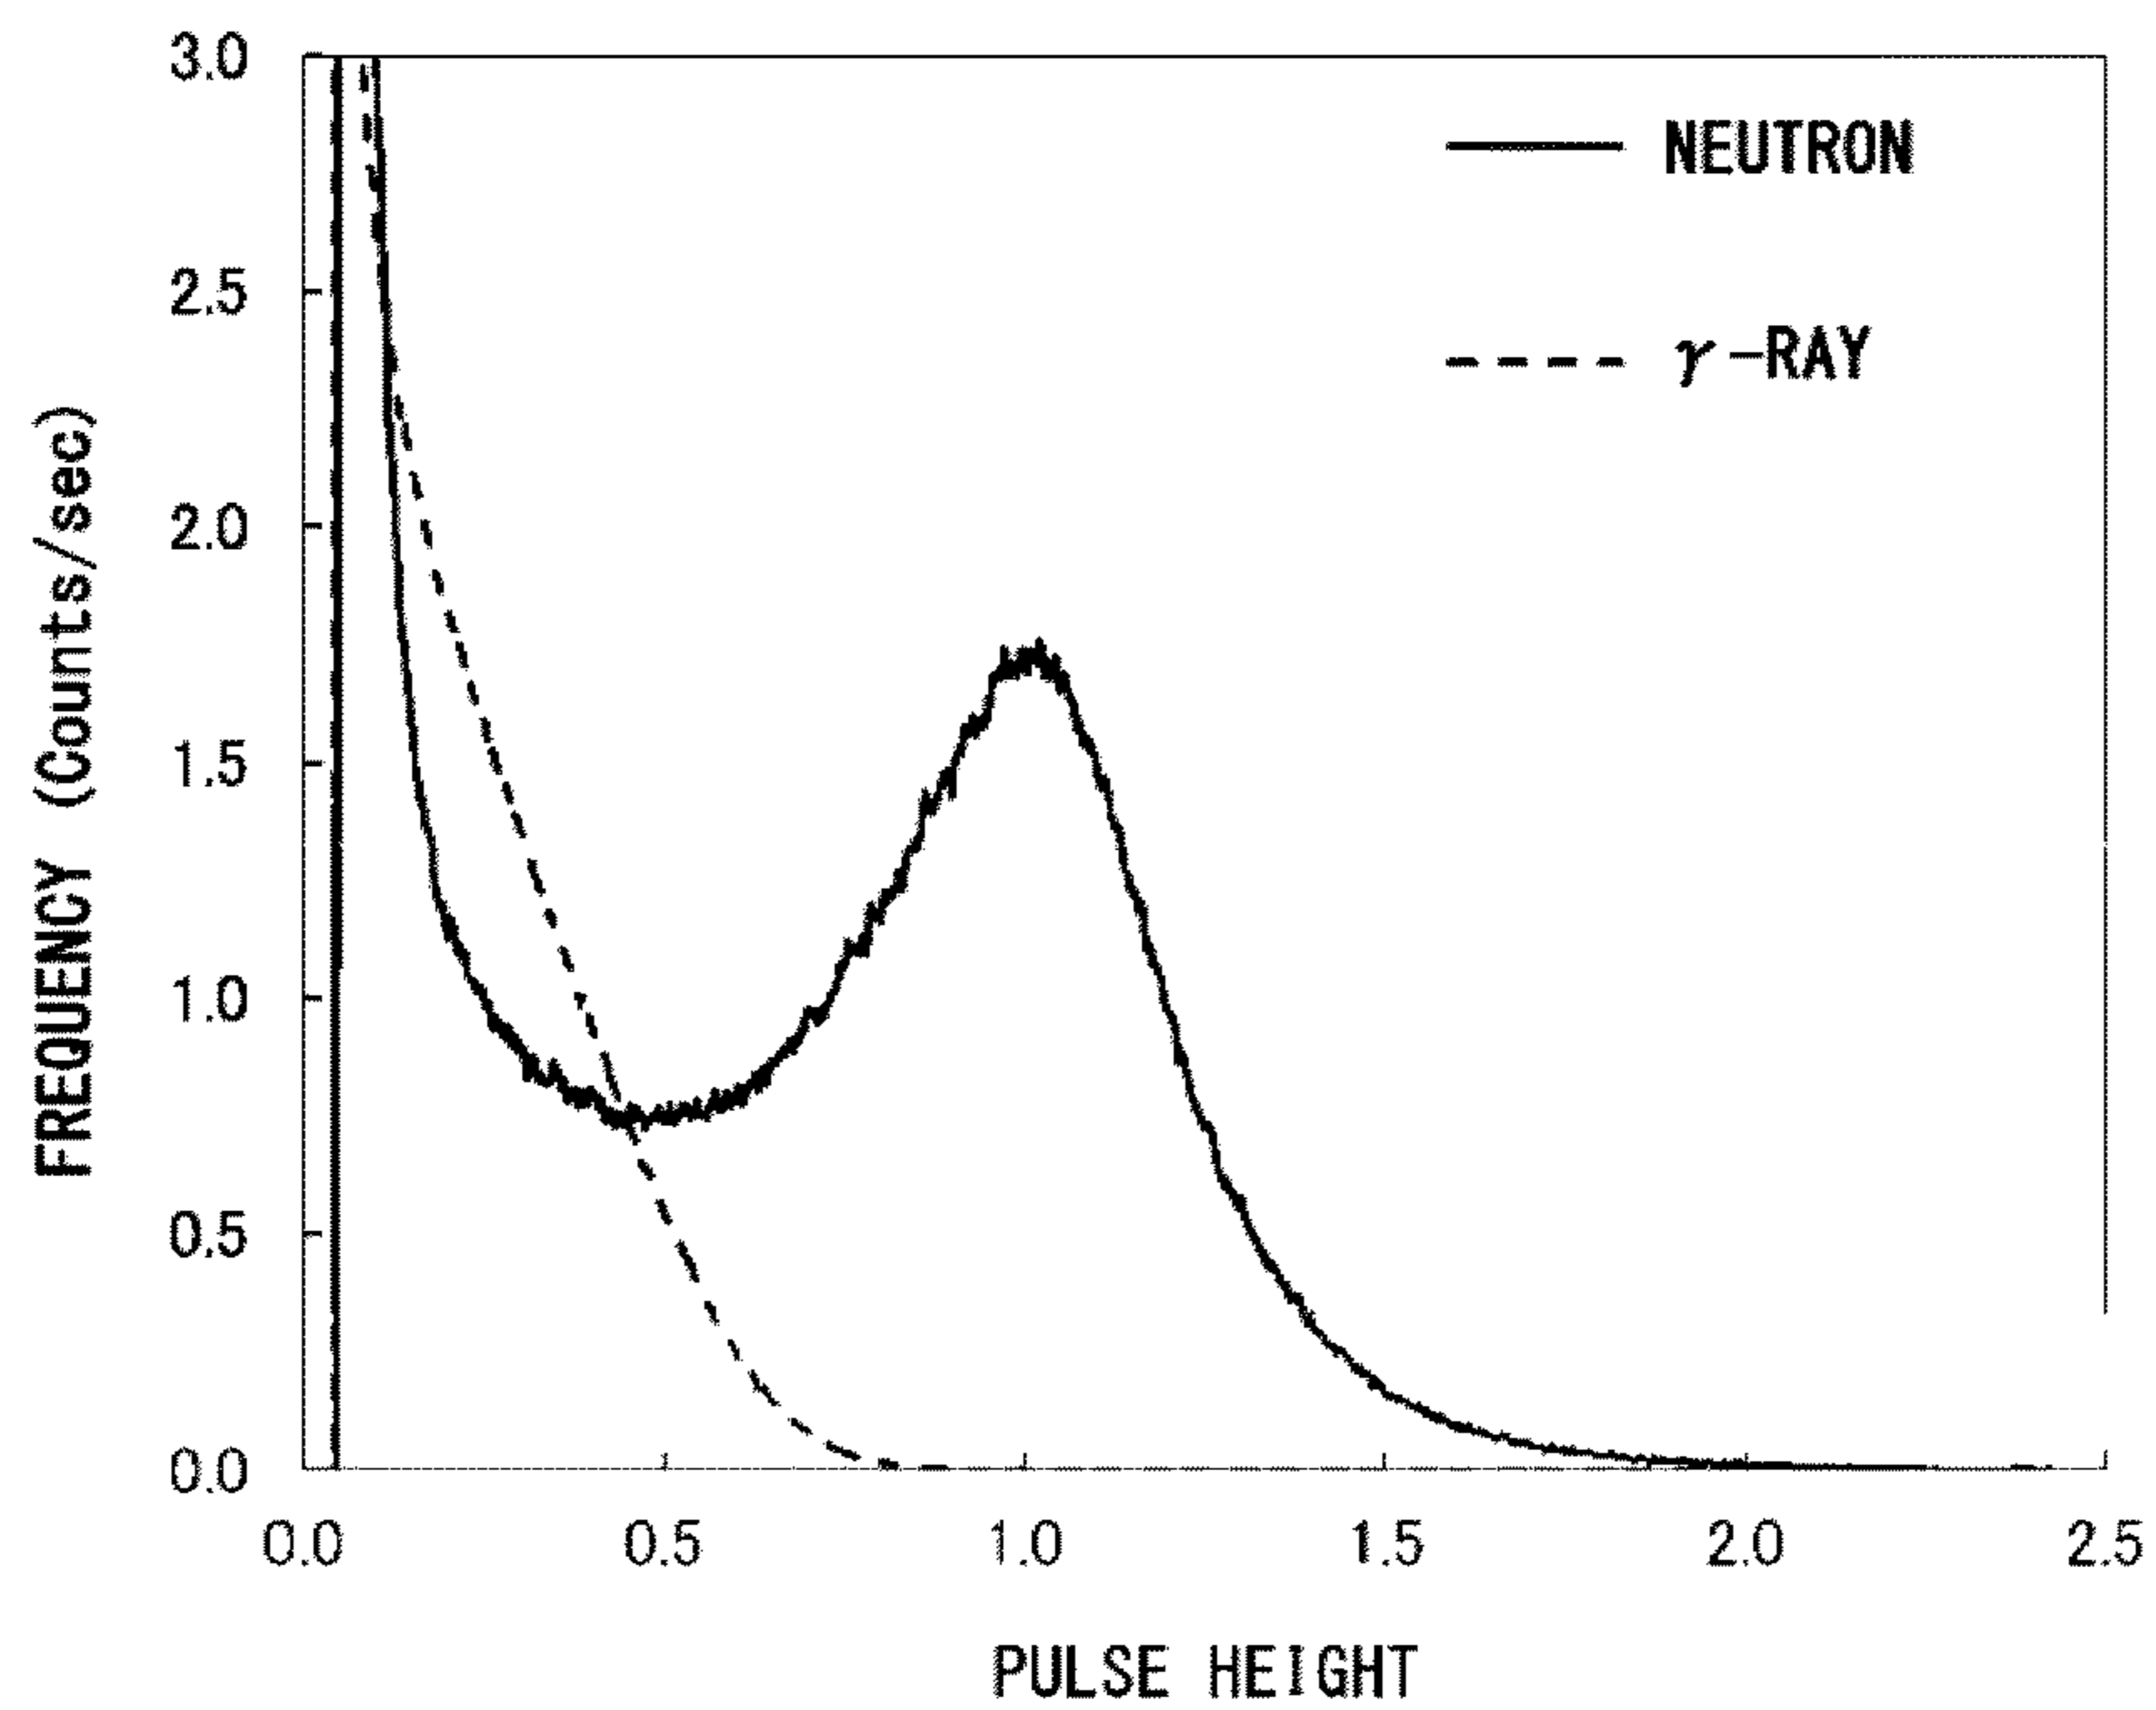 3.0
2.5
2.0
1.5
1.0
0.5
0.0
FREQUENCY (Counts/sec)
NEUTRON
γ-RAY
0.0 0.5 1.0 1.5 2.0 2.5
PULSE HEIGHT